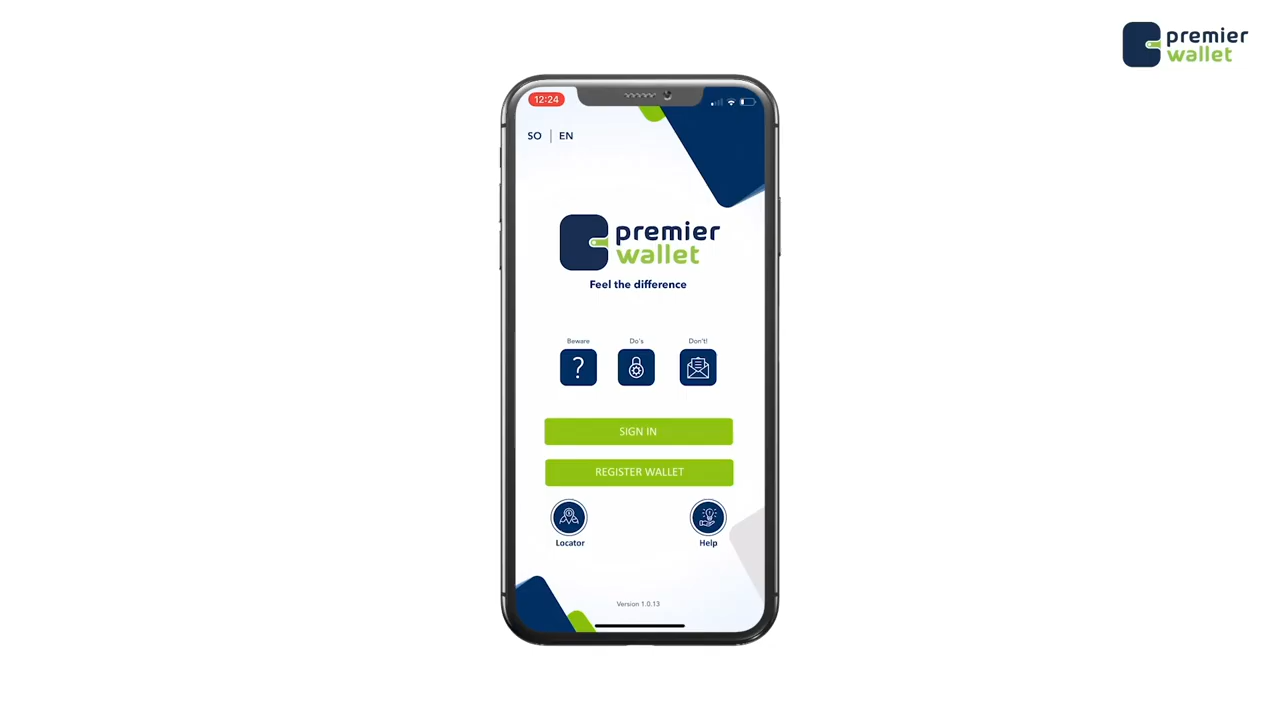 premier
wallet
12:24
SO | EN
premier
wallet
Feel the difference
Beware
Do's
Don't!
?
SIGN IN
REGISTER WALLET
Locator
Help
Version 1.0.13